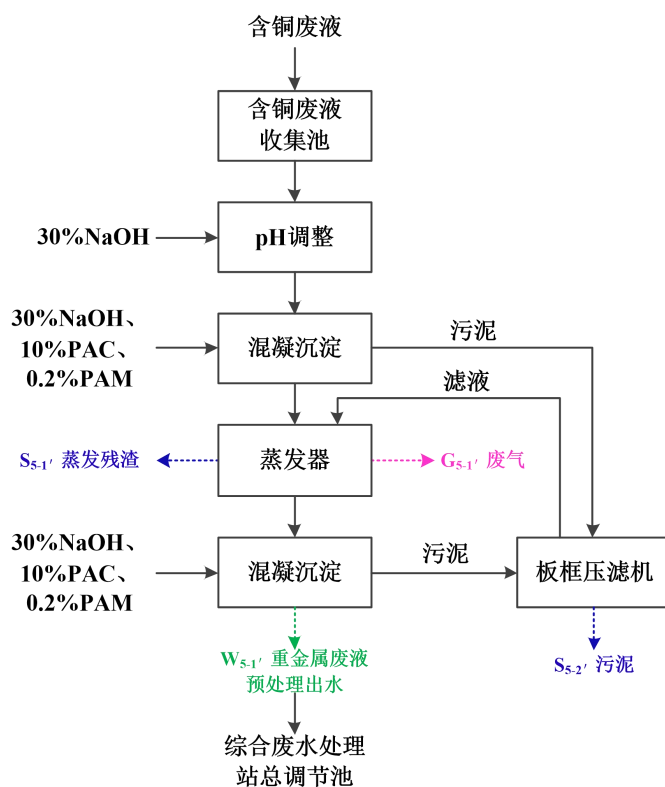 含铜废液
含铜废液
收集池
30%NaOH
pH调整
30%NaOH、
10%PAC、
0.2%PAM
混凝沉淀
污泥
滤液
S5-1′ 蒸发残渣
蒸发器
G5-1′ 废气
30%NaOH、
10%PAC、
0.2%PAM
混凝沉淀
污泥
板框压滤机
W5-1′ 重金属废液
预处理出水
S5-2′ 污泥
综合废水处理
站总调节池